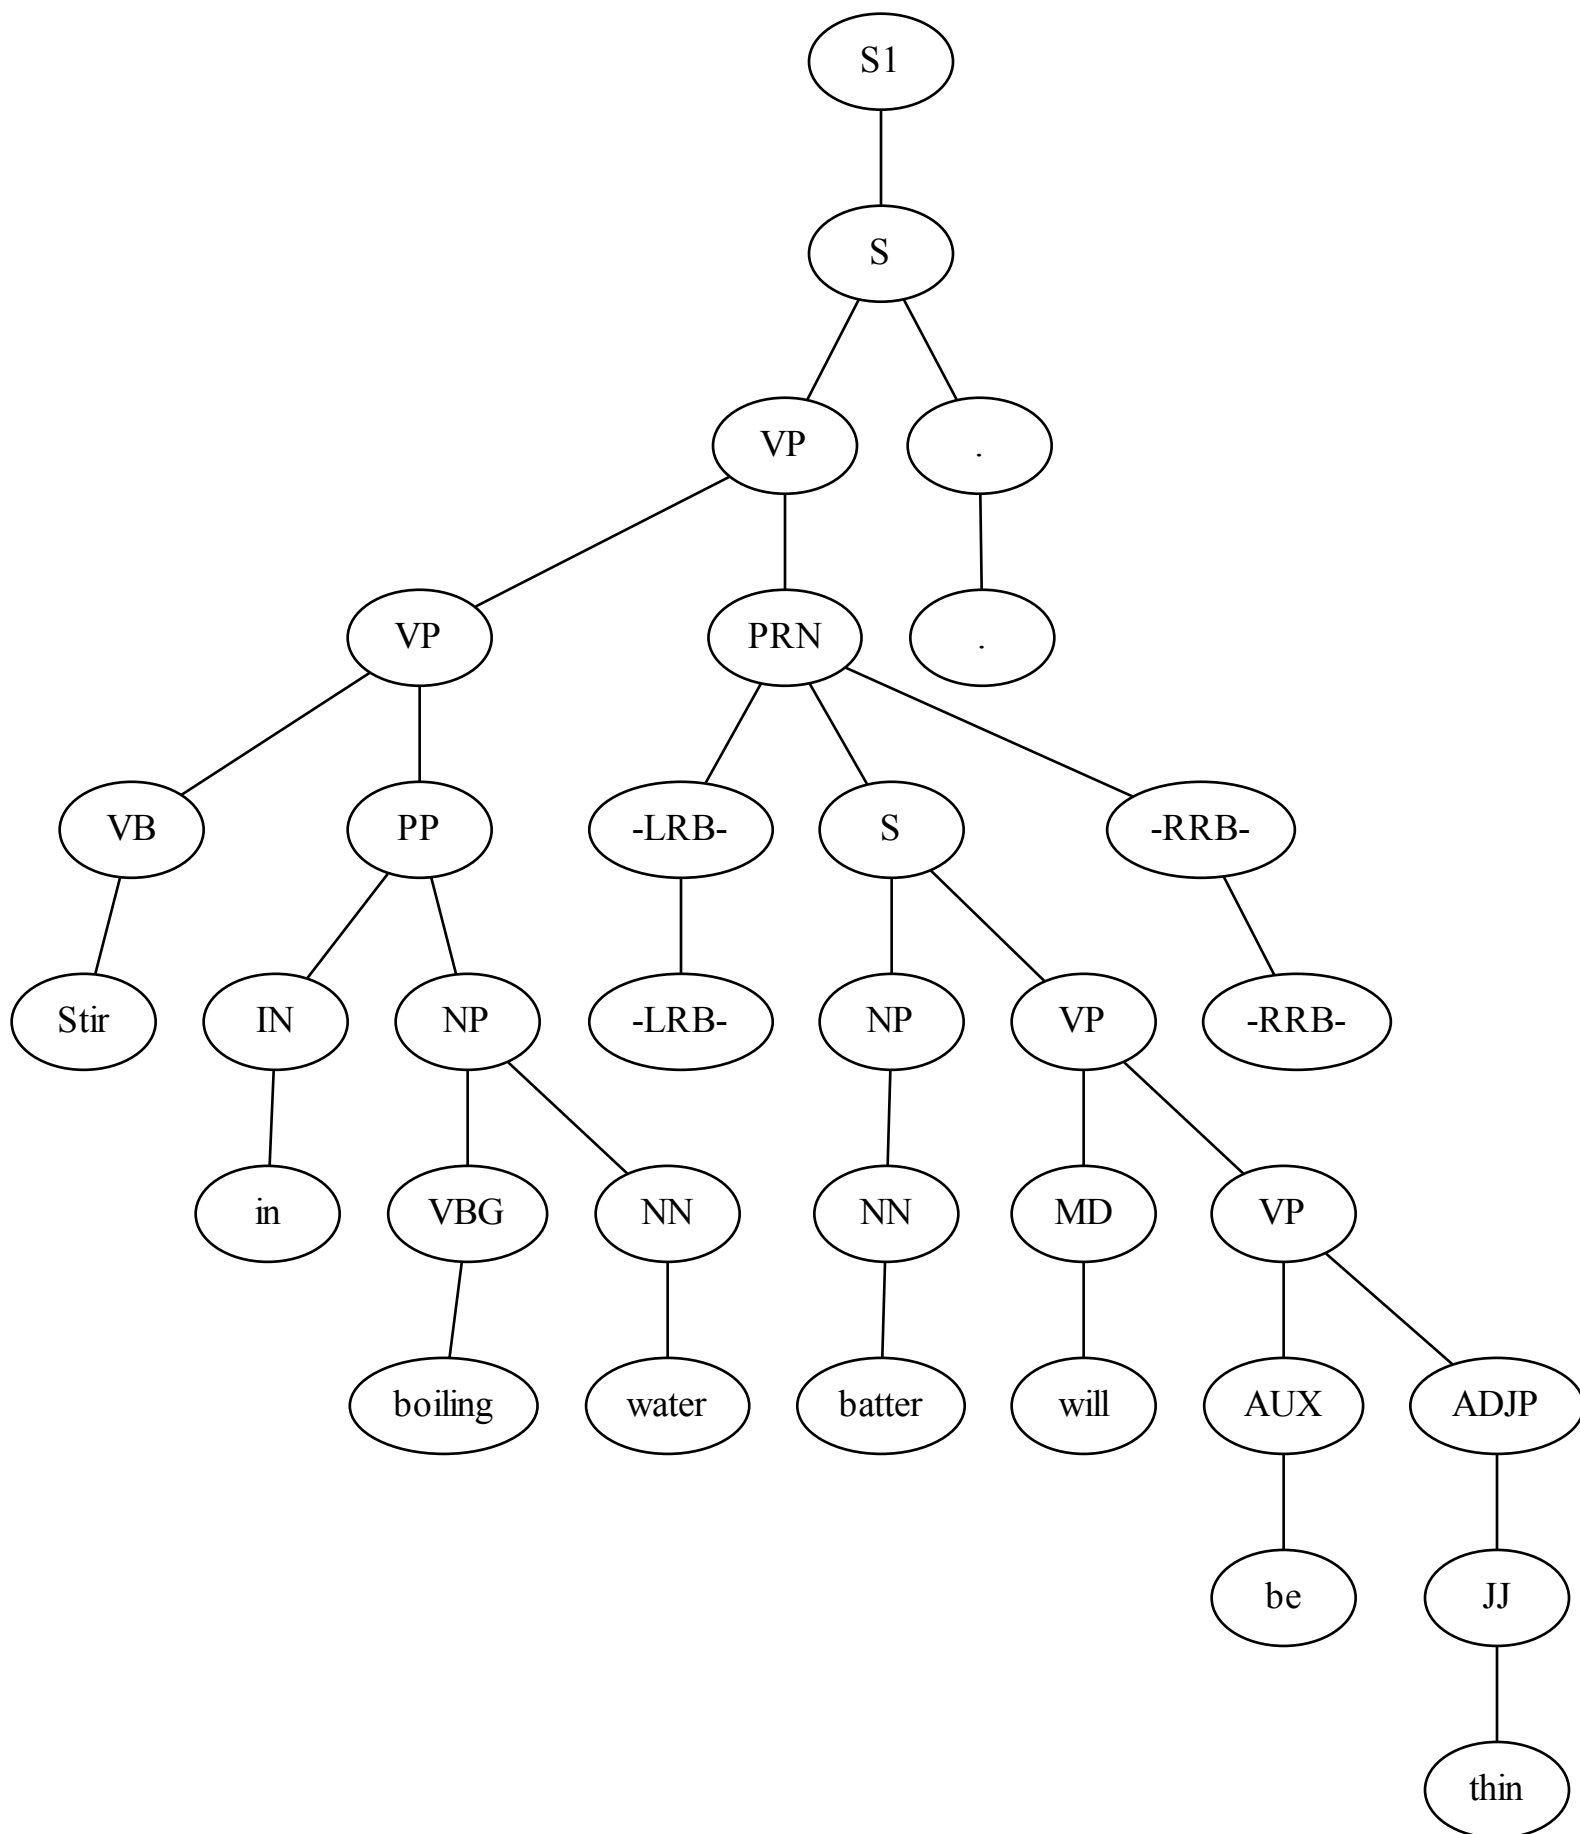 S1
S
VP .
VP PRN .
VB PP -LRB- S -RRB-
Stir IN NP -LRB- NP VP -RRB-
in VBG NN NN MD VP
boiling water batter will AUX ADJP
be JJ
thin